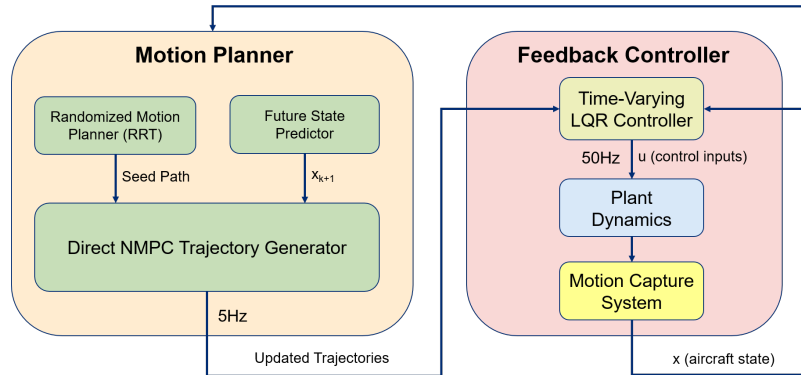 Motion Planner
Randomized Motion
Planner (RRT)
Future State
Predictor
Seed Path
x_{k+1}
Direct NMPC Trajectory Generator
5Hz
Updated Trajectories
Feedback Controller
Time-Varying
LQR Controller
50Hz
u (control inputs)
Plant
Dynamics
Motion Capture
System
x (aircraft state)